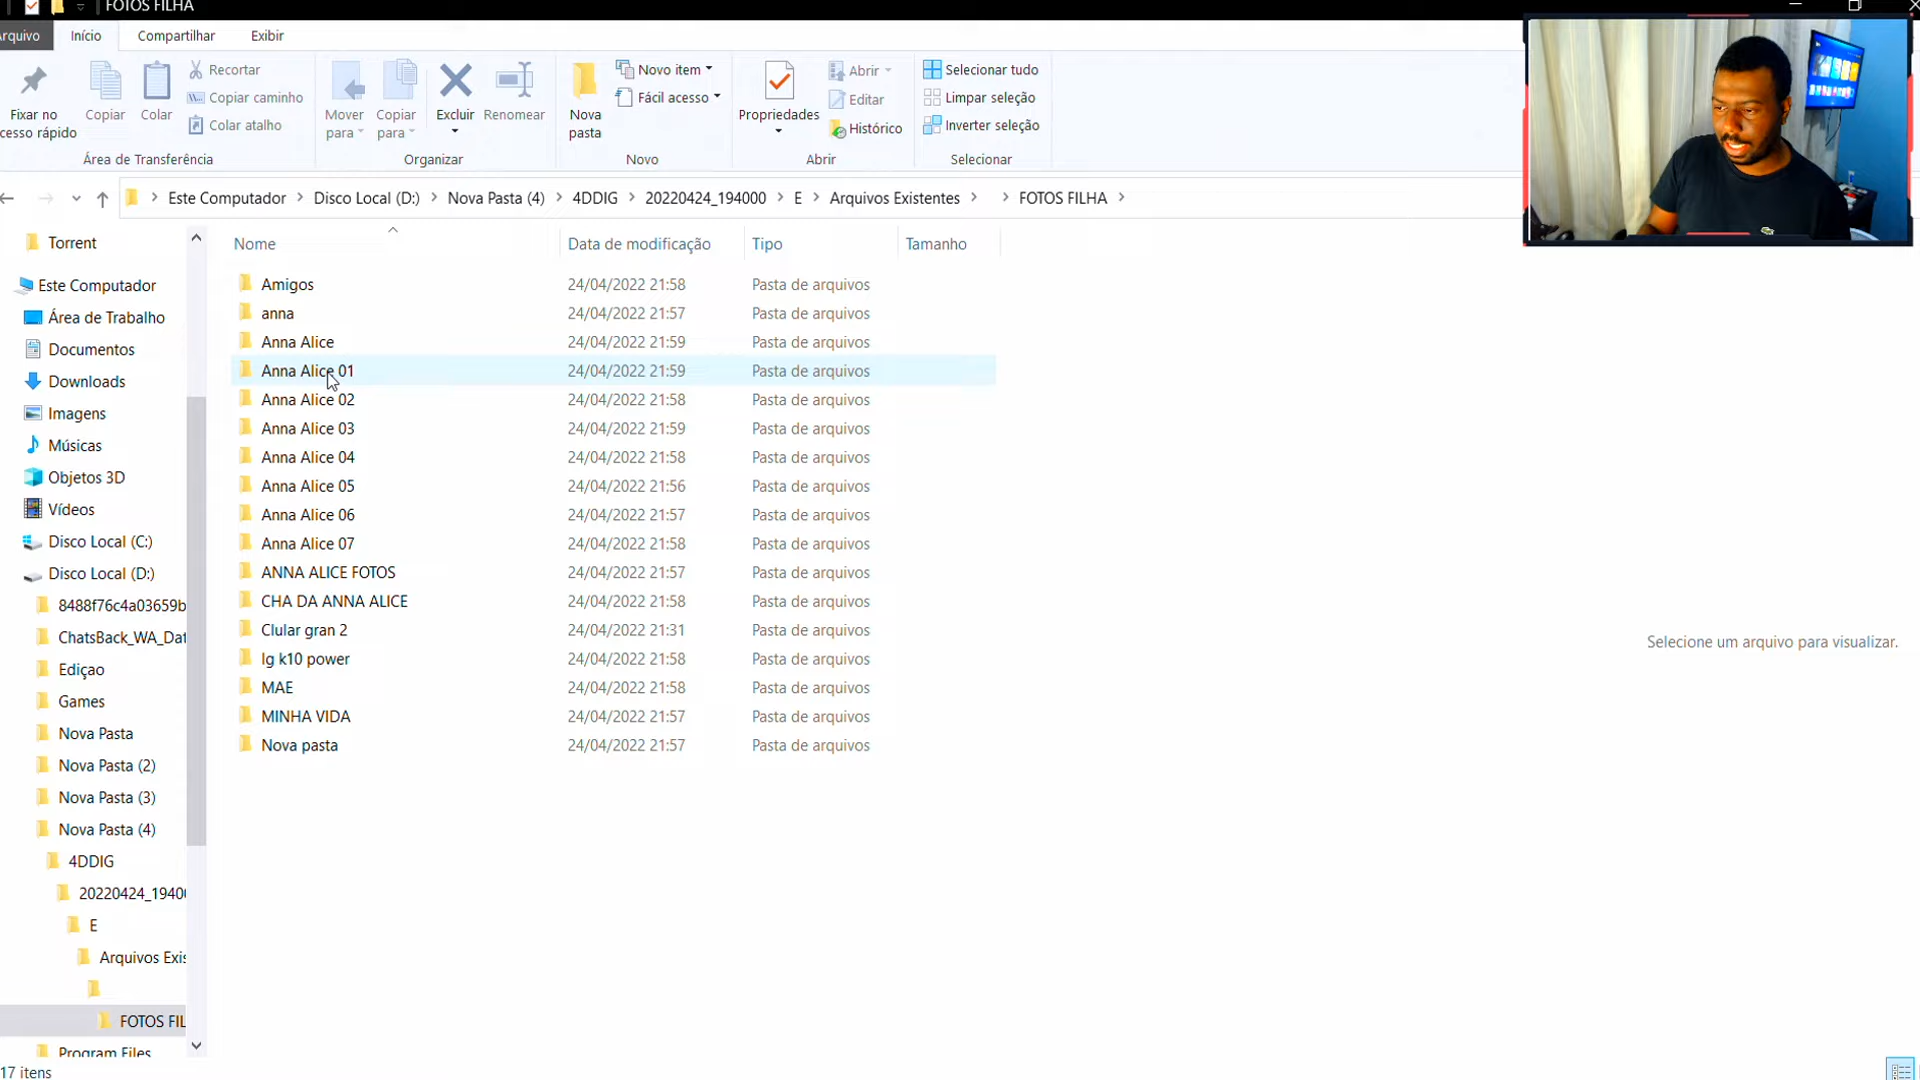 FOTOS FILHA
Arquivo Início Compartilhar Exibir
Fixar no
cesso rápido
Copiar
Colar
Recortar
Copiar caminho
Colar atalho
Área de Transferência
Mover
para
Copiar
para
Excluir
Renomear
Organizar
Nova
pasta
Novo item
Fácil acesso
Novo
Propriedades
Abrir
Editar
Histórico
Abrir
Selecionar tudo
Limpar seleção
Inverter seleção
Selecionar
Este Computador > Disco Local (D:) > Nova Pasta (4) > 4DDIG > 20220424_194000 > E > Arquivos Existentes > > FOTOS FILHA >
Torrent
Este Computador
Área de Trabalho
Documentos
Downloads
Imagens
Músicas
Objetos 3D
Vídeos
Disco Local (C:)
Disco Local (D:)
8488f76c4a03659b
ChatsBack_WA_Dat
Ediçao
Games
Nova Pasta
Nova Pasta (2)
Nova Pasta (3)
Nova Pasta (4)
4DDIG
20220424_19400
E
Arquivos Exis
FOTOS FIL
Program Files
Nome Data de modificação Tipo Tamanho
Amigos 24/04/2022 21:58 Pasta de arquivos
anna 24/04/2022 21:57 Pasta de arquivos
Anna Alice 24/04/2022 21:59 Pasta de arquivos
Anna Alice 01 24/04/2022 21:59 Pasta de arquivos
Anna Alice 02 24/04/2022 21:58 Pasta de arquivos
Anna Alice 03 24/04/2022 21:59 Pasta de arquivos
Anna Alice 04 24/04/2022 21:58 Pasta de arquivos
Anna Alice 05 24/04/2022 21:56 Pasta de arquivos
Anna Alice 06 24/04/2022 21:57 Pasta de arquivos
Anna Alice 07 24/04/2022 21:58 Pasta de arquivos
ANNA ALICE FOTOS 24/04/2022 21:57 Pasta de arquivos
CHA DA ANNA ALICE 24/04/2022 21:58 Pasta de arquivos
Clular gran 2 24/04/2022 21:31 Pasta de arquivos
lg k10 power 24/04/2022 21:58 Pasta de arquivos
MAE 24/04/2022 21:58 Pasta de arquivos
MINHA VIDA 24/04/2022 21:57 Pasta de arquivos
Nova pasta 24/04/2022 21:57 Pasta de arquivos
Selecione um arquivo para visualizar.
17 itens